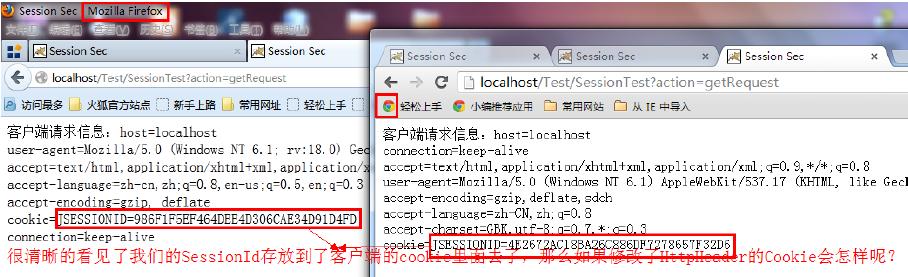 Session Sec Mozilla Firefox
文件(F) 编辑(E) 查看(V) 历史(S) 书签(B) 工具(T) 帮助(H)
Session Sec
Session Sec
localhost/Test/SessionTest?action=getRequest
访问最多 火狐官方站点 新手上路 常用网址 轻松上手
客户端请求信息: host=localhost
user-agent=Mozilla/5.0 (Windows NT 6.1; rv:18.0) Gec
accept=text/html,application/xhtml+xml,application/
accept-language=zh-cn,zh;q=0.8,en-us;q=0.5,en;q=0.3
accept-encoding=gzip, deflate
cookie=JSESSIONID=986F1F5EF464DEE4D306CAE34D91D4FD
connection=keep-alive
Session Sec
Session Sec
Session Sec
localhost/Test/SessionTest?action=getRequest
轻松上手 小编推荐应用 常用网站 从 IE 中导入
客户端请求信息: host=localhost
connection=keep-alive
accept=text/html,application/xhtml+xml,application/xml;q=0.9,*/*;q=0.8
user-agent=Mozilla/5.0 (Windows NT 6.1) AppleWebKit/537.17 (KHTML, like Geck
accept-encoding=gzip,deflate,sdch
accept-language=zh-CN,zh;q=0.8
accept-charset=GBK,utf-8;q=0.7,*;q=0.3
cookie=JSESSIONID=4E2672AC18BA26C886DF7278657F32D6
很清晰的看见了我们的SessionId存放到了客户端的cookie里面去了，那么如果修改了HttpHeader的Cookie会怎样呢?